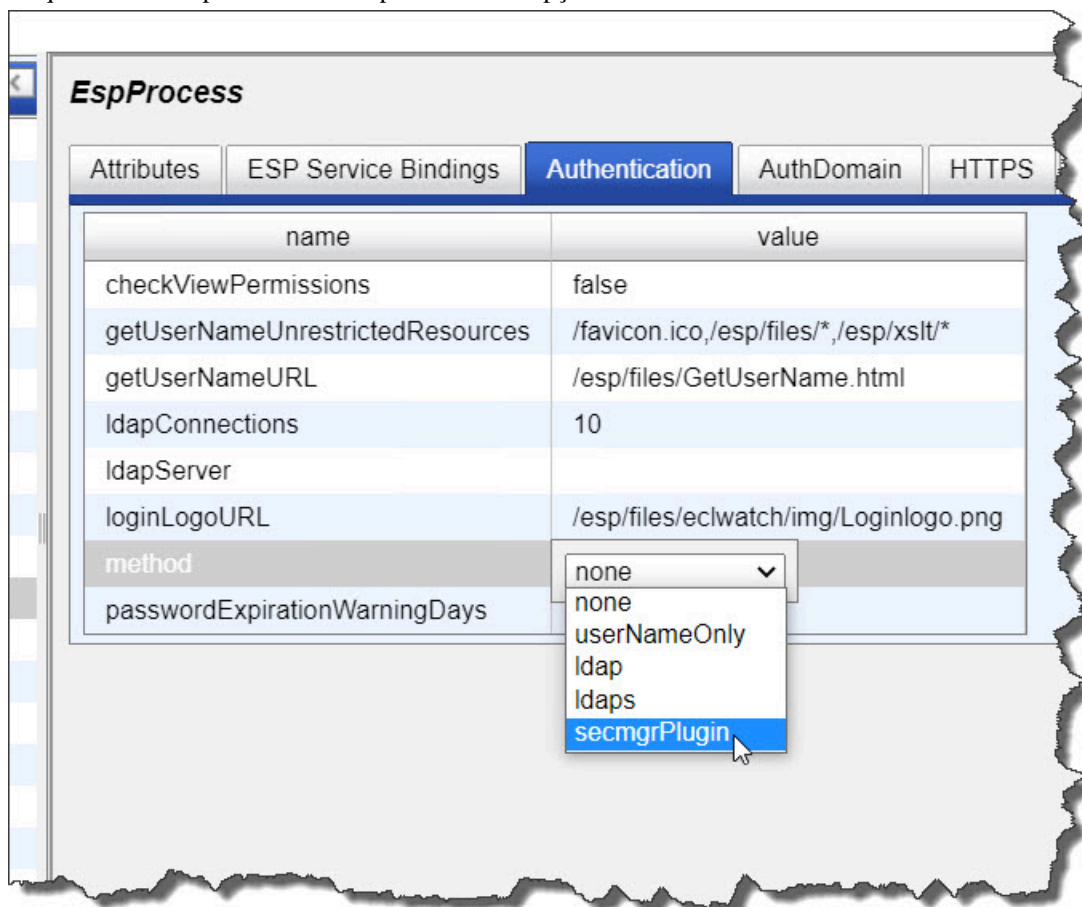 EspProcess
Attributes ESP Service Bindings Authentication AuthDomain HTTPS
name value
checkViewPermissions false
getUserNameUnrestrictedResources /favicon.ico,/esp/files/*,/esp/xslt/*
getUserNameURL /esp/files/GetUserName.html
ldapConnections 10
ldapServer
loginLogoURL /esp/files/eclwatch/img/Loginlogo.png
method none
passwordExpirationWarningDays
none
userNameOnly
ldap
ldaps
secmgrPlugin